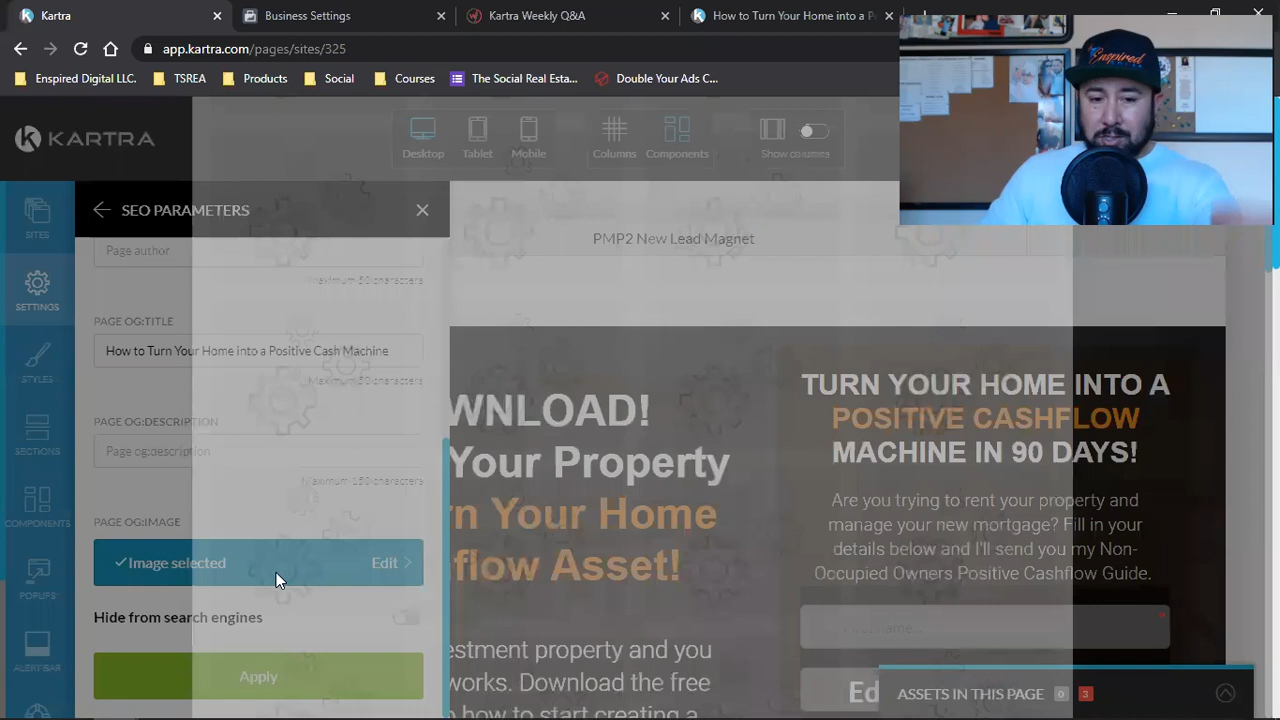 Kartra
Business Settings
Kartra Weekly Q&A
How to Turn Your Home into a P
app.kartra.com/
Enspired Digital LLC.
TSREA
The Social Real Esta...
Double Your Ads C...
Enspired
KARTRA
Desktop
Tablet
Mobile
Columns
Components
Show columns
SITES
SETTINGS
STYLES
SECTIONS
COMPONENTS
POPUPS
ALERT BAR
SEO PARAMETERS
Page author
Maximum 50 characters
PAGE OG:TITLE
How to Turn Your Home into a Positive Cash Machine
Maximum 50 characters
PAGE OG:DESCRIPTION
Page og:description
Maximum 150 characters
PAGE OG:IMAGE
Image selected
Edit
Hide from search engines
Apply
PMP2 New Lead Magnet
WNLOAD!
Your Property
rn Your Home
flow Asset!
estment property and you
works. Download the free
how to start creating a
TURN YOUR HOME INTO A
POSITIVE CASHFLOW
MACHINE IN 90 DAYS!
Are you trying to rent your property and
manage your new mortgage? Fill in your
details below and I'll send you my Non-
Occupied Owners Positive Cashflow Guide.
ASSETS IN THIS PAGE 0 3